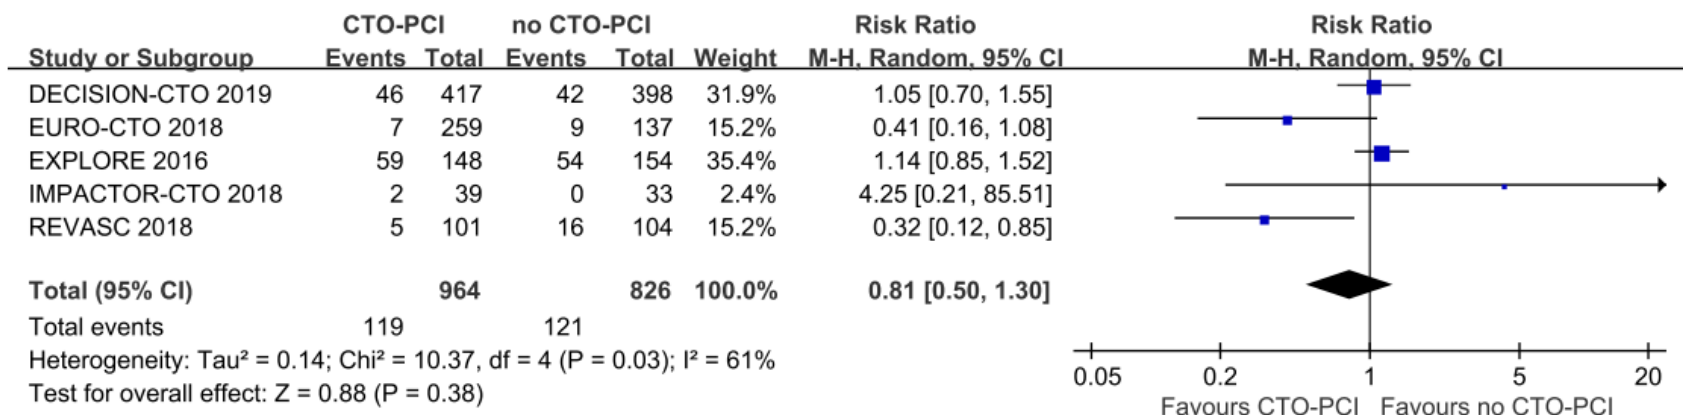 CTO-PCI no CTO-PCI Risk Ratio Risk Ratio
Study or Subgroup Events Total Events Total Weight M-H, Random, 95% CI M-H, Random, 95% CI
DECISION-CTO 2019 46 417 42 398 31.9% 1.05 [0.70, 1.55]
EURO-CTO 2018 7 259 9 137 15.2% 0.41 [0.16, 1.08]
EXPLORE 2016 59 148 54 154 35.4% 1.14 [0.85, 1.52]
IMPACTOR-CTO 2018 2 39 0 33 2.4% 4.25 [0.21, 85.51]
REVASC 2018 5 101 16 104 15.2% 0.32 [0.12, 0.85]
Total (95% CI) 964 826 100.0% 0.81 [0.50, 1.30]
Total events 119 121
Heterogeneity: Tau² = 0.14; Chi² = 10.37, df = 4 (P = 0.03); I² = 61%
Test for overall effect: Z = 0.88 (P = 0.38)
0.05 0.2 1 5 20
Favours CTO-PCI Favours no CTO-PCI